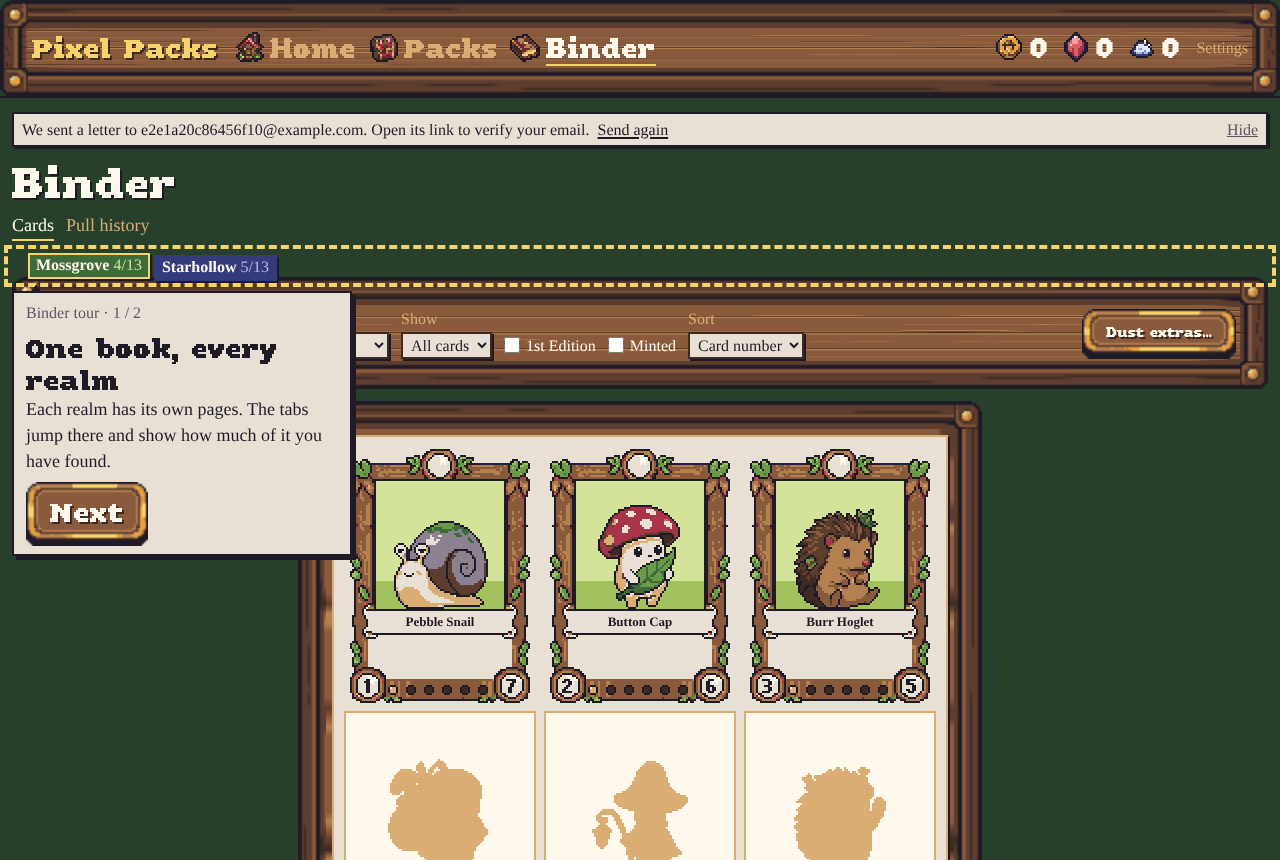 Pixel Packs Home Packs Binder 0 0 0 Settings
We sent a letter to e2e1a20c86456f10@example.com. Open its link to verify your email. Send again Hide
Binder
Cards Pull history
Mossgrove 4/13 Starhollow 5/13
Binder tour · 1 / 2
One book, every
realm
Each realm has its own pages. The tabs
jump there and show how much of it you
have found.
Next
Show Sort
All cards 1st Edition Minted Card number Dust extras...
Pebble Snail Button Cap Burr Hoglet
1 7 2 6 3 5